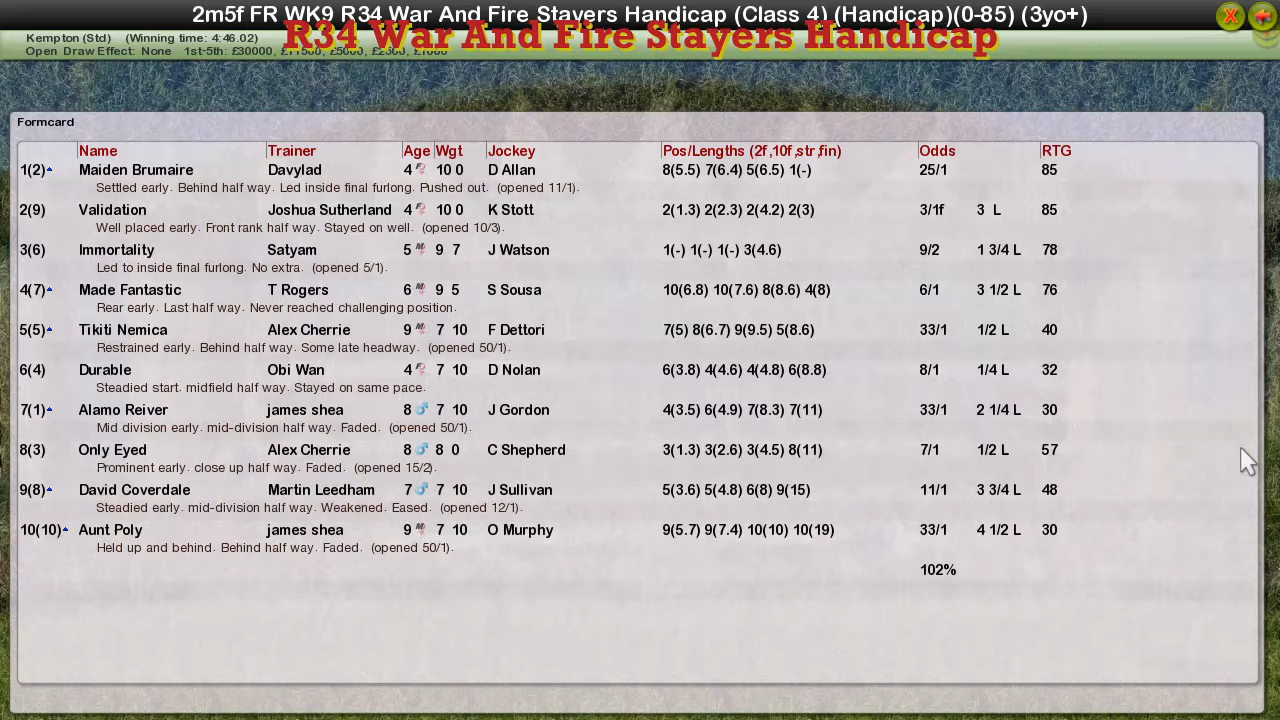 2m5f FR WK9 R34 War And Fire Stayers Handicap (Class 4) (Handicap)(0-85) (3yo+)
R34 War And Fire Stayers Handicap
Kempton (Std) (Winning time: 4:46.02)
Open Draw Effect: None 1st-5th: £30000, £11500, £5000, £2500, £1000
Formcard
Name Trainer Age Wgt Jockey Pos/Lengths (2f,10f,str,fin) Odds RTG
1(2) Maiden Brumaire Davylad 4 10 0 D Allan 8(5.5) 7(6.4) 5(6.5) 1(-) 25/1 85
Settled early. Behind half way. Led inside final furlong. Pushed out. (opened 11/1).
2(9) Validation Joshua Sutherland 4 10 0 K Stott 2(1.3) 2(2.3) 2(4.2) 2(3) 3/1f 3 L 85
Well placed early. Front rank half way. Stayed on well. (opened 10/3).
3(6) Immortality Satyam 5 9 7 J Watson 1(-) 1(-) 1(-) 3(4.6) 9/2 1 3/4 L 78
Led to inside final furlong. No extra. (opened 5/1).
4(7) Made Fantastic T Rogers 6 9 5 S Sousa 10(6.8) 10(7.6) 8(8.6) 4(8) 6/1 3 1/2 L 76
Rear early. Last half way. Never reached challenging position.
5(5) Tikiti Nemica Alex Cherrie 9 7 10 F Dettori 7(5) 8(6.7) 9(9.5) 5(8.6) 33/1 1/2 L 40
Restrained early. Behind half way. Some late headway. (opened 50/1).
6(4) Durable Obi Wan 4 7 10 D Nolan 6(3.8) 4(4.6) 4(4.8) 6(8.8) 8/1 1/4 L 32
Steadied start. midfield half way. Stayed on same pace.
7(1) Alamo Reiver james shea 8 7 10 J Gordon 4(3.5) 6(4.9) 7(8.3) 7(11) 33/1 2 1/4 L 30
Mid division early. mid-division half way. Faded. (opened 50/1).
8(3) Only Eyed Alex Cherrie 8 8 0 C Shepherd 3(1.3) 3(2.6) 3(4.5) 8(11) 7/1 1/2 L 57
Prominent early. close up half way. Faded. (opened 15/2).
9(8) David Coverdale Martin Leedham 7 7 10 J Sullivan 5(3.6) 5(4.8) 6(8) 9(15) 11/1 3 3/4 L 48
Steadied early. mid-division half way. Weakened. Eased. (opened 12/1).
10(10) Aunt Poly james shea 9 7 10 O Murphy 9(5.7) 9(7.4) 10(10) 10(19) 33/1 4 1/2 L 30
Held up and behind. Behind half way. Faded. (opened 50/1).
102%